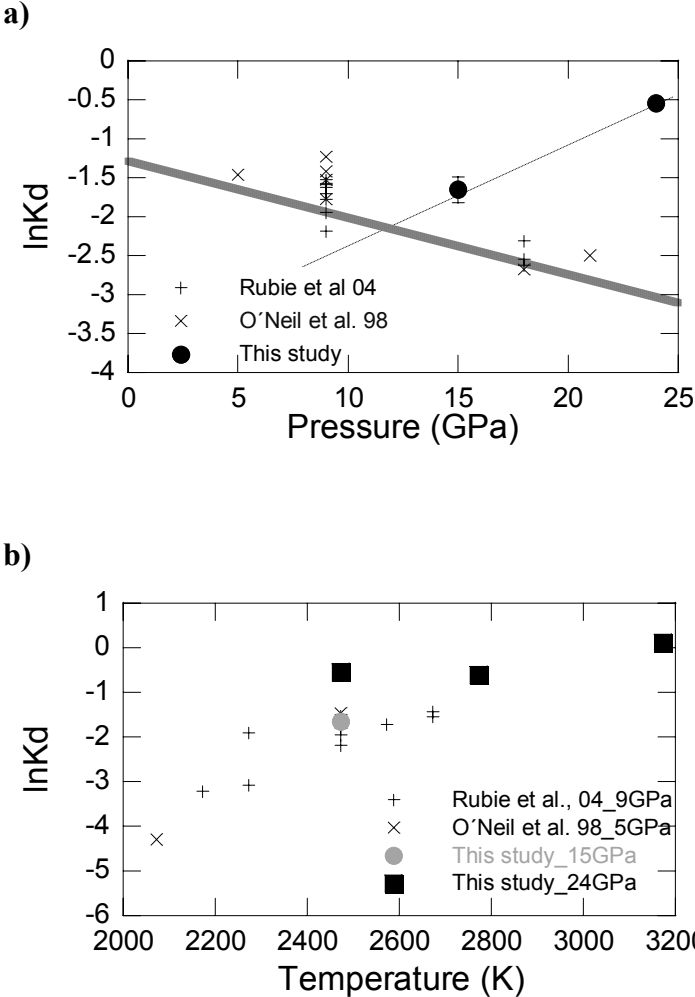 a)
0
-0.5
-1
-1.5
-2
-2.5
-3
-3.5
-4
lnKd
Rubie et al 04
O´Neil et al. 98
This study
0 5 10 15 20 25
Pressure (GPa)
b)
1
0
-1
-2
-3
-4
-5
-6
lnKd
Rubie et al., 04_9GPa
O´Neil et al. 98_5GPa
This study_15GPa
This study_24GPa
2000 2200 2400 2600 2800 3000 3200
Temperature (K)